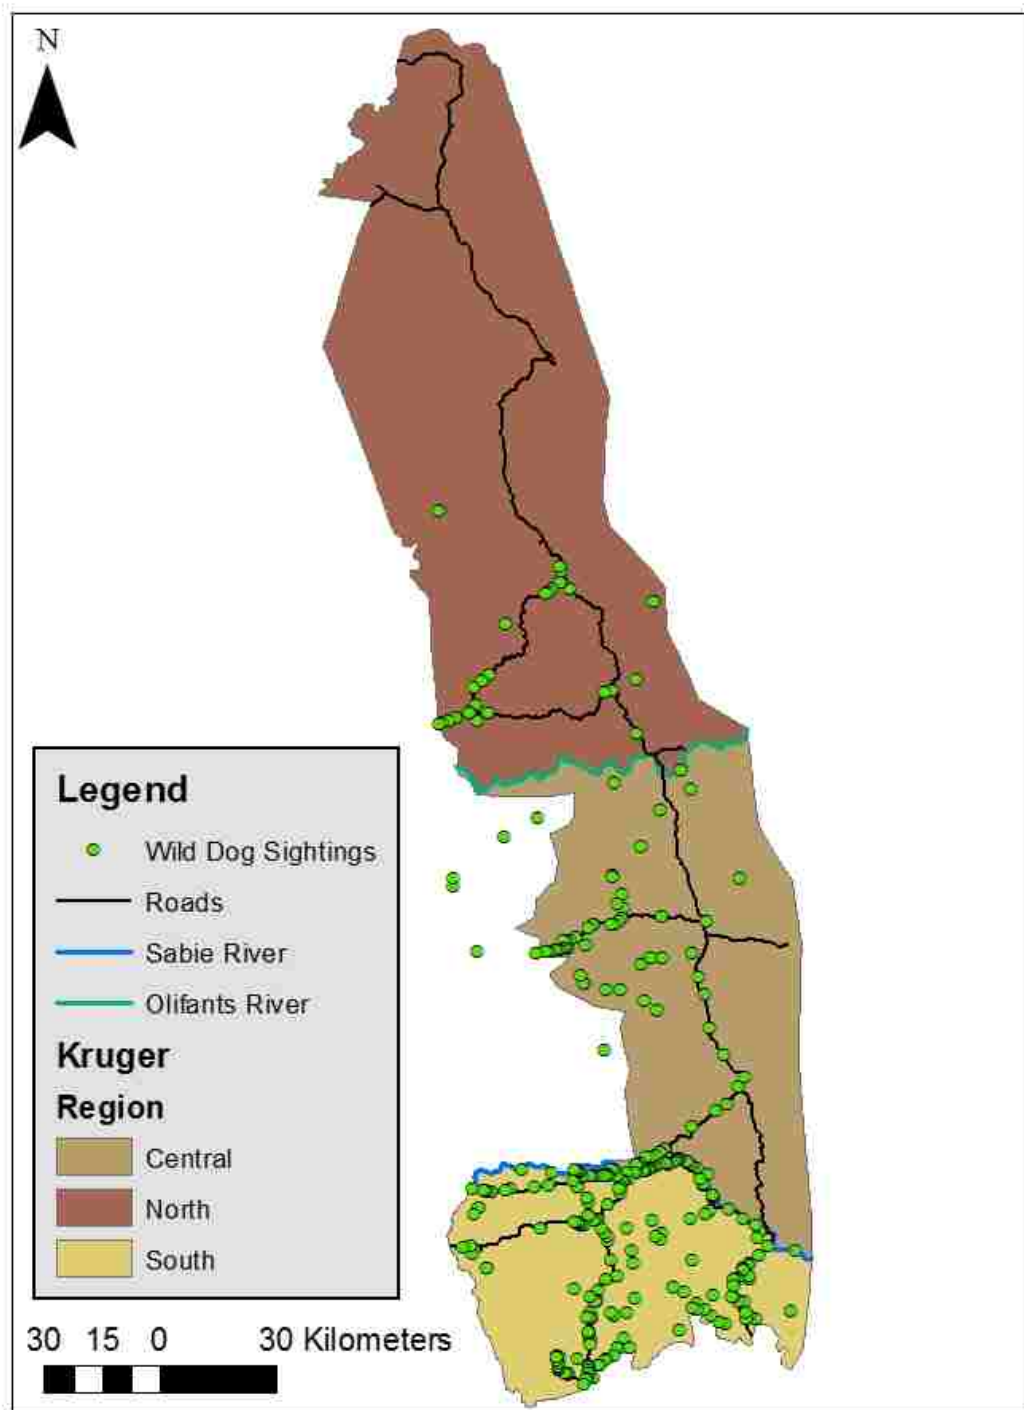 N
Legend
Wild Dog Sightings
Roads
Sabie River
Olifants River
Kruger
Region
Central
North
South
30 15 0 30 Kilometers